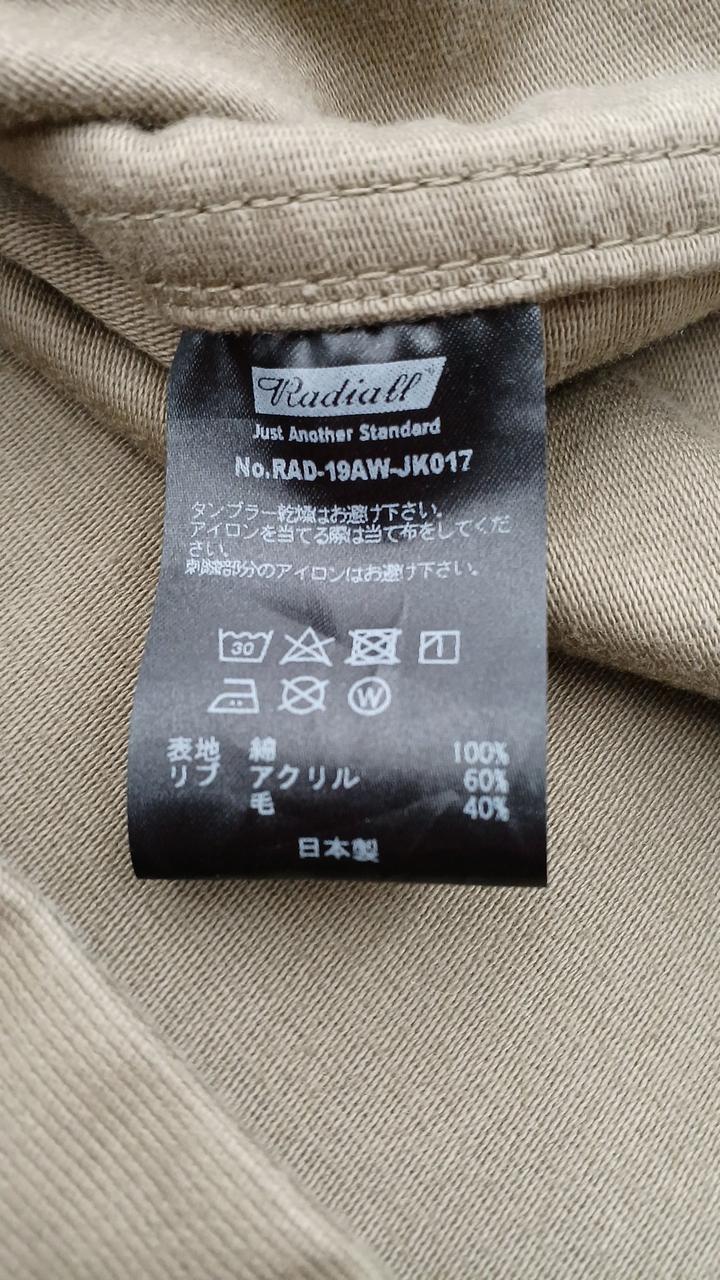 Radiall
Just Another Standard
No.RAD-19AW-JK017
タンブラー乾燥はお避け下さい。
アイロンを当てる際は当て布をしてくだ
さい。
刺繍部分のアイロンはお避け下さい。
30
W
表地 綿 100%
リブ アクリル 60%
毛 40%
日本製